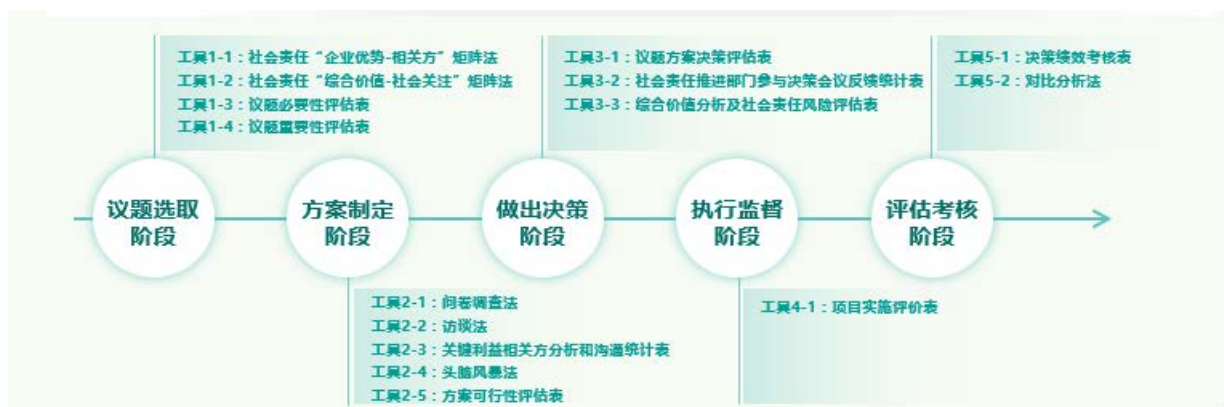 工具1-1：社会责任“企业优势-相关方”矩阵法
工具1-2：社会责任“综合价值-社会关注”矩阵法
工具1-3：议题必要性评估表
工具1-4：议题重要性评估表
工具3-1：议题方案决策评估表
工具3-2：社会责任推进部门参与决策会议反馈统计表
工具3-3：综合价值分析及社会责任风险评估表
工具5-1：决策绩效考核表
工具5-2：对比分析法
议题选取
阶段
方案制定
阶段
做出决策
阶段
执行监督
阶段
评估考核
阶段
工具2-1：问卷调查法
工具2-2：访谈法
工具2-3：关键利益相关方分析和沟通统计表
工具2-4：头脑风暴法
工具2-5：方案可行性评估表
工具4-1：项目实施评价表